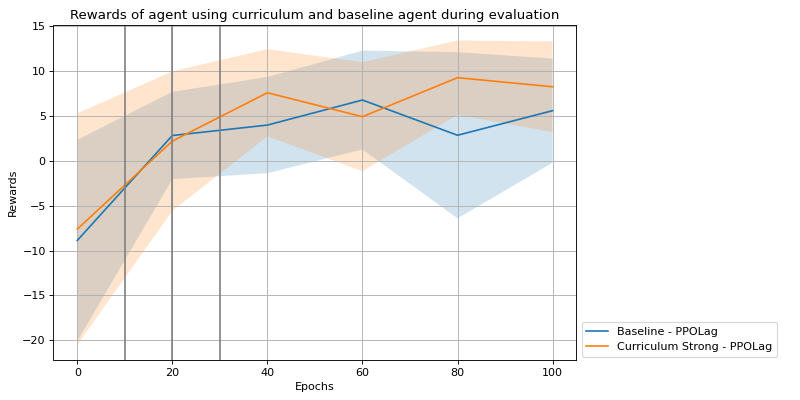 Rewards of agent using curriculum and baseline agent during evaluation
15
10
5
0
−5
−10
−15
−20
Rewards
0 20 40 60 80 100
Epochs
Baseline - PPOLag
Curriculum Strong - PPOLag